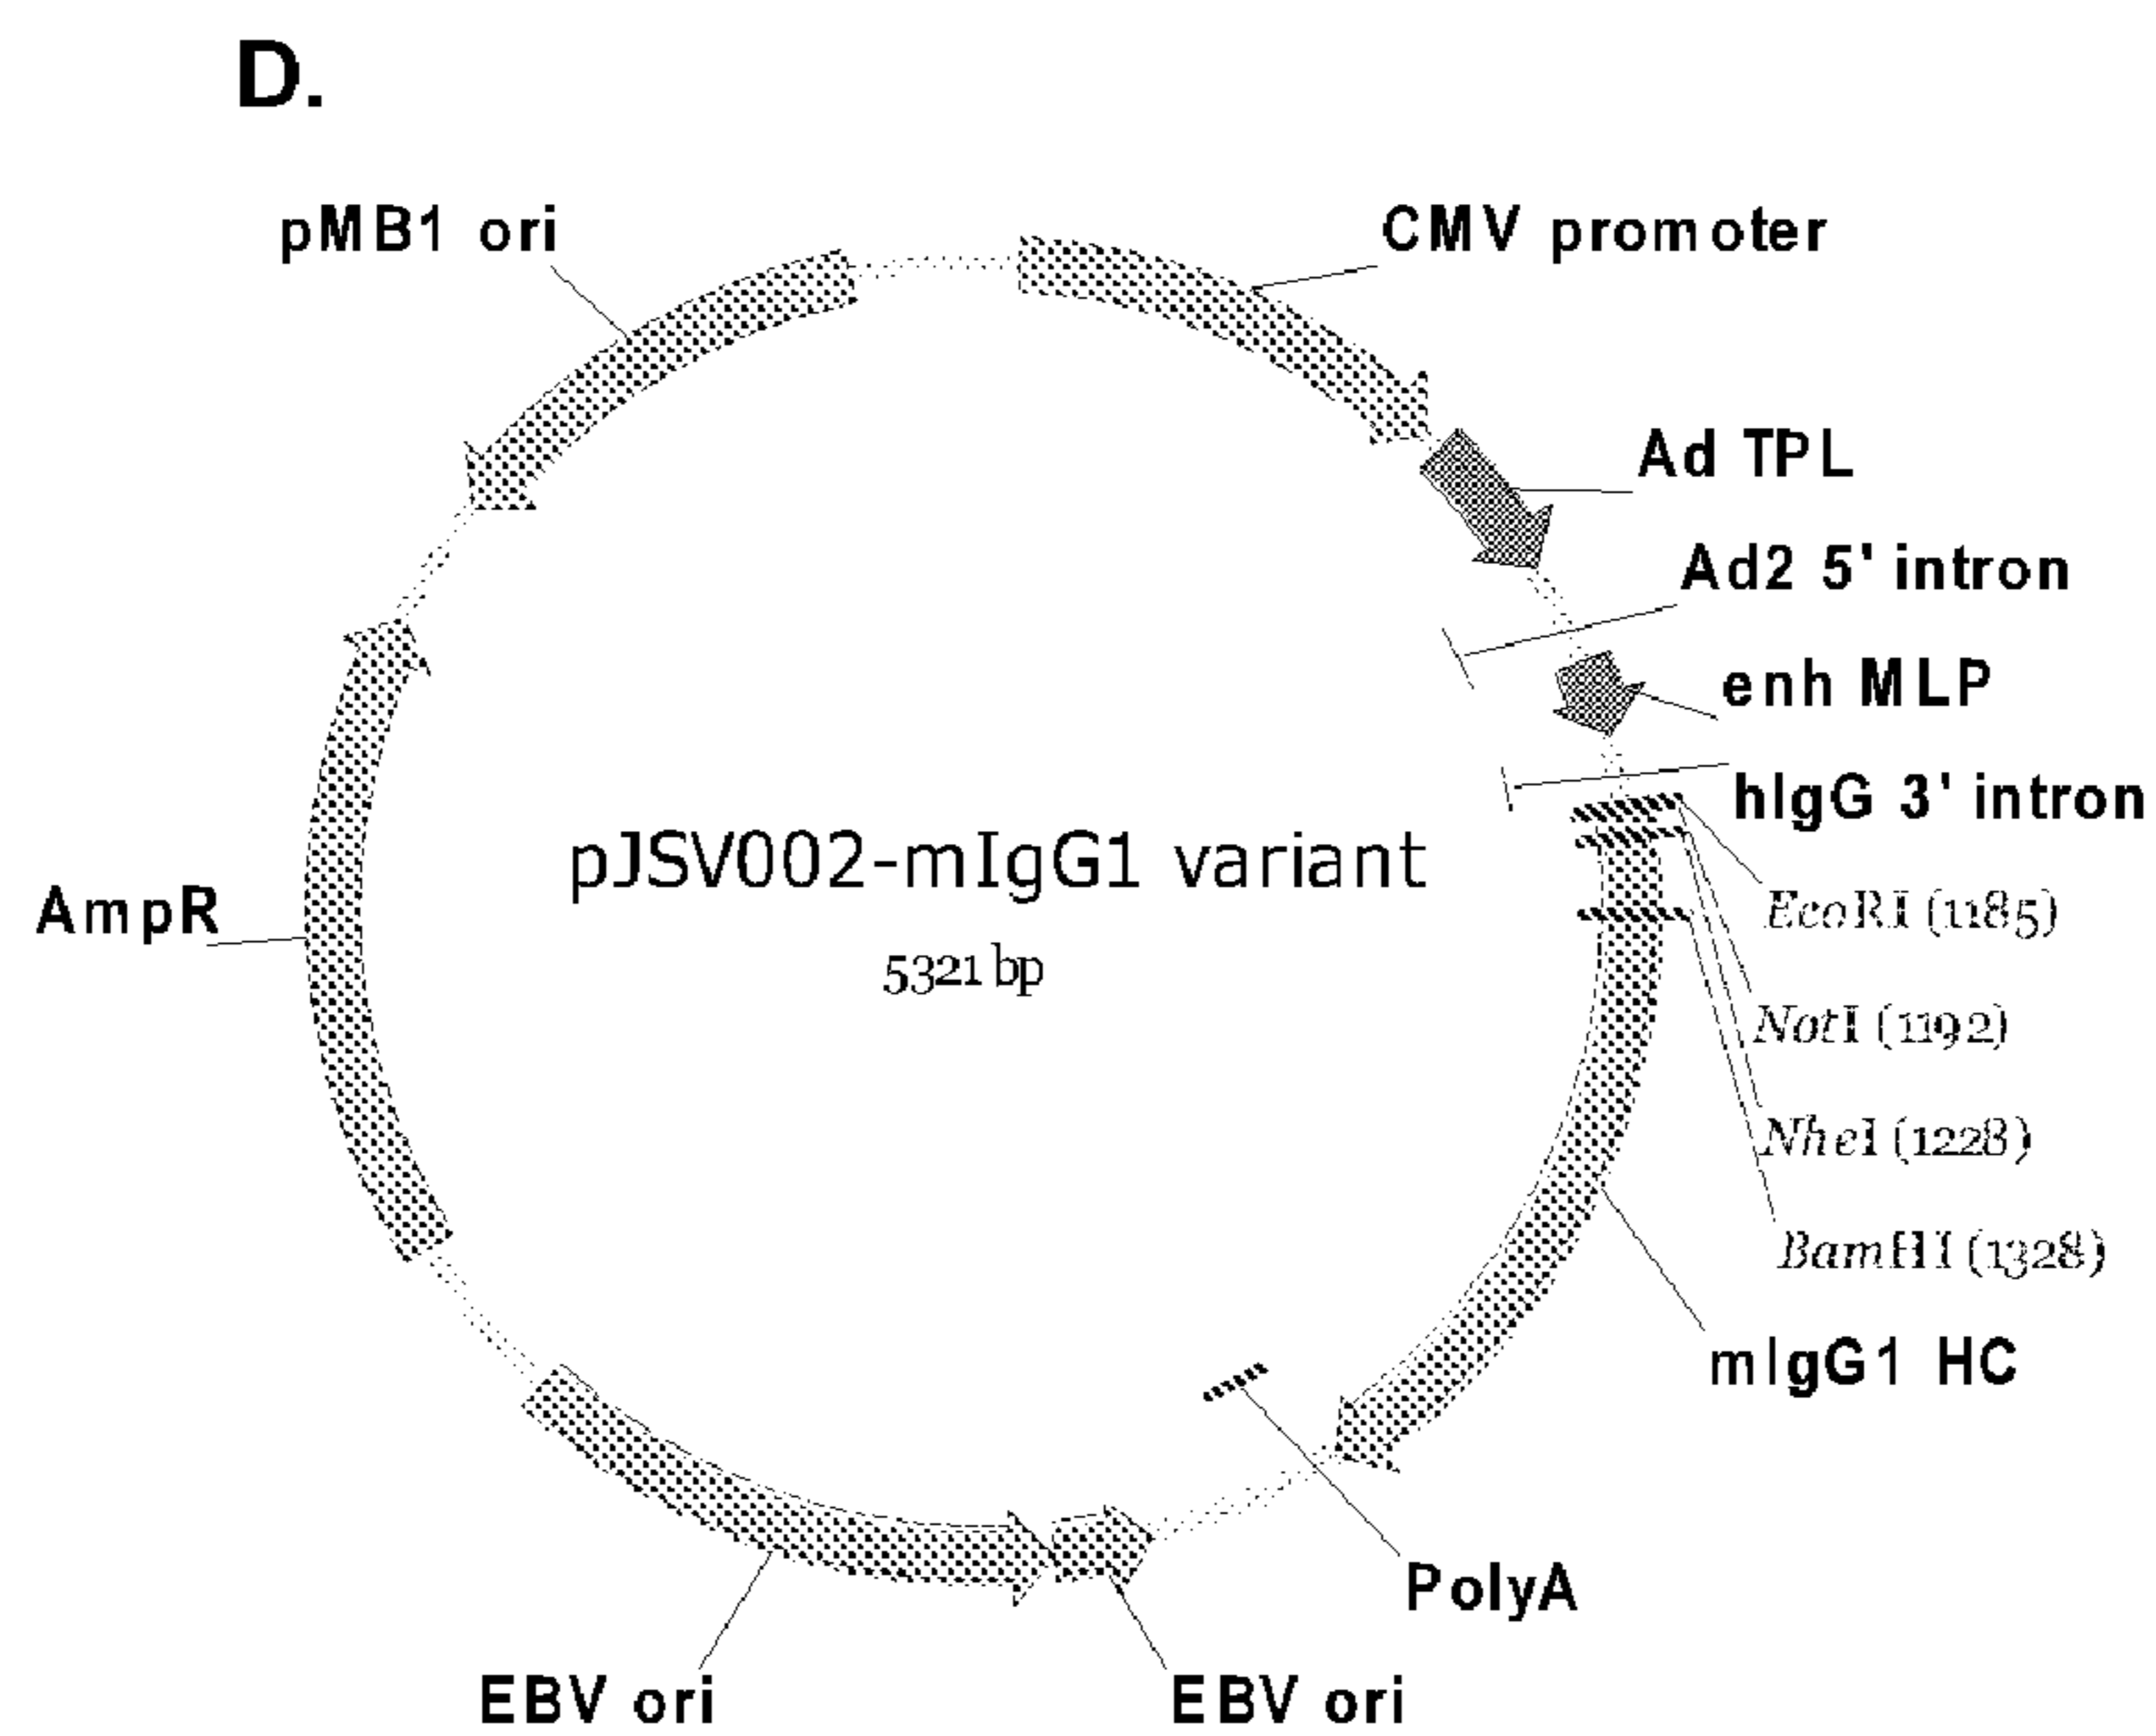 D.
pMB1 ori
CMV promoter
Ad TPL
Ad2 5' intron
enh MLP
hIgG 3' intron
pJSV002-mIgG1 variant
5321 bp
AmpR
EcoRI (1185)
NotI (1192)
NheI (1228)
BamHI (1328)
mIgG1 HC
PolyA
EBV ori
EBV ori